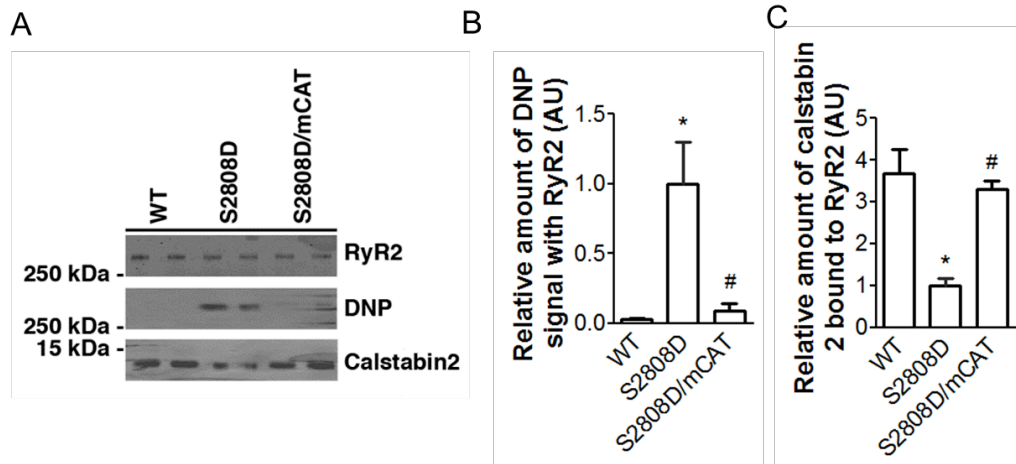 A
WT
S2808D
S2808D/mCAT
RyR2
250 kDa -
DNP
250 kDa -
15 kDa -
Calstabin2
B
Relative amount of DNP
signal with RyR2 (AU)
1.5
1.0
0.5
0.0
*
#
WT
S2808D
S2808D/mCAT
C
Relative amount of calstabin
2 bound to RyR2 (AU)
5
4
3
2
1
0
*
#
WT
S2808D
S2808D/mCAT